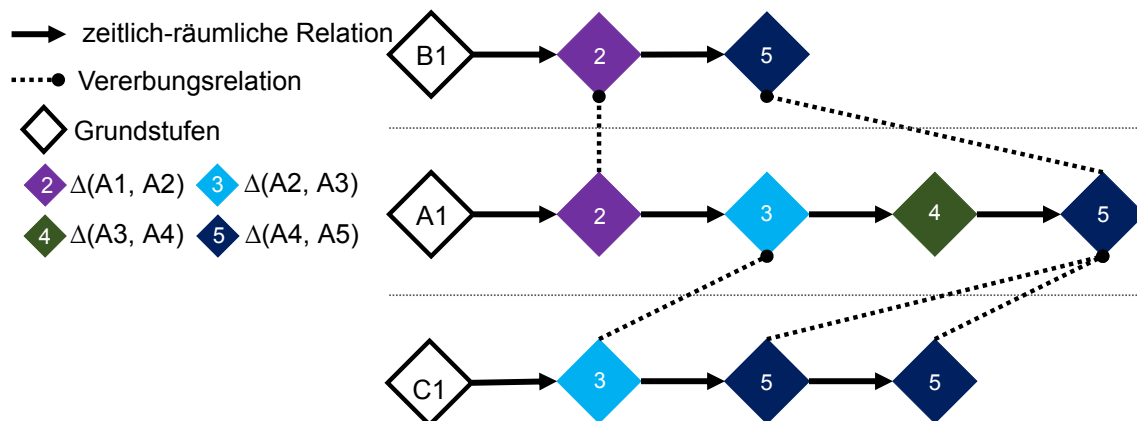 zeitlich-räumliche Relation
Vererbungsrelation
Grundstufen
2 Δ(A1, A2) 3 Δ(A2, A3)
4 Δ(A3, A4) 5 Δ(A4, A5)
B1 2 5
A1 2 3 4 5
C1 3 5 5